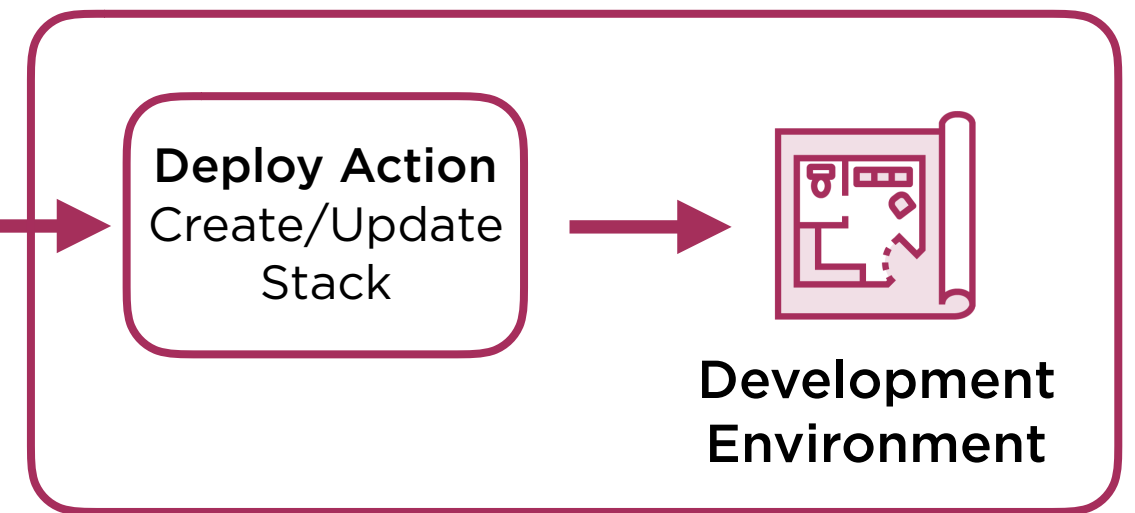 Deploy Action
Create/Update
Stack
Development
Environment